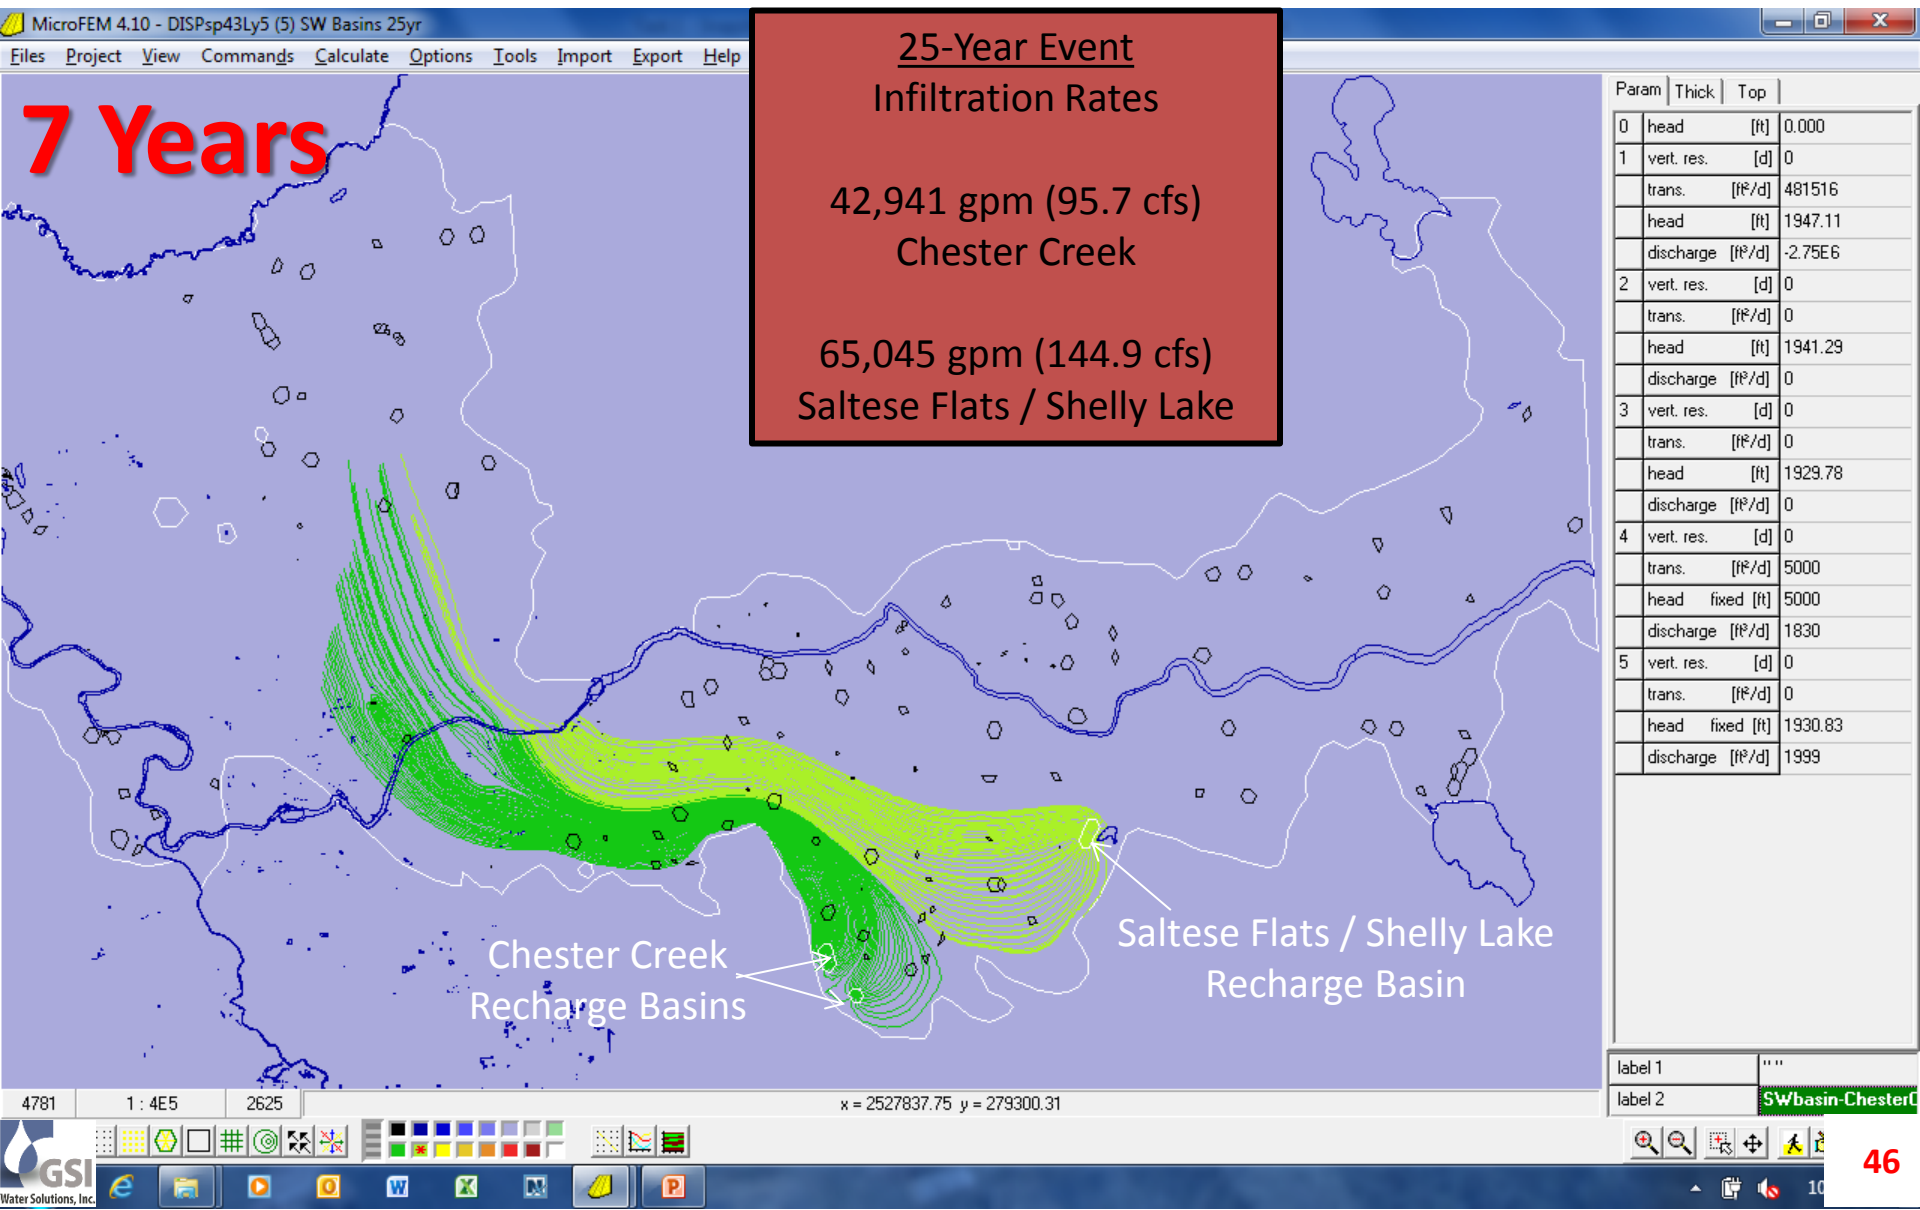 MicroFEM 4.10 - DISPsp43Ly5 (5) SW Basins 25yr
Files Project View Commands Calculate Options Tools Import Export Help
7 Years
25-Year Event
Infiltration Rates
42,941 gpm (95.7 cfs)
Chester Creek
65,045 gpm (144.9 cfs)
Saltese Flats / Shelly Lake
Chester Creek
Recharge Basins
Saltese Flats / Shelly Lake
Recharge Basin
Param Thick Top
0 head [ft] 0.000
1 vert. res. [d] 0
trans. [ft²/d] 481516
head [ft] 1947.11
discharge [ft³/d] -2.75E6
2 vert. res. [d] 0
trans. [ft²/d] 0
head [ft] 1941.29
discharge [ft³/d] 0
3 vert. res. [d] 0
trans. [ft²/d] 0
head [ft] 1929.78
discharge [ft³/d] 0
4 vert. res. [d] 0
trans. [ft²/d] 5000
head fixed [ft] 5000
discharge [ft³/d] 1830
5 vert. res. [d] 0
trans. [ft²/d] 0
head fixed [ft] 1930.83
discharge [ft³/d] 1999
label 1 ""
label 2 SWbasin-ChesterC
4781 1 : 4E5 2625 x = 2527837.75 y = 279300.31
GSI
Water Solutions, Inc.
10
46